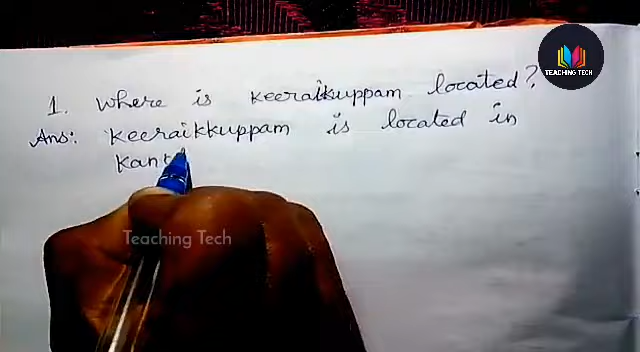 TEACHING TECH
1. Where is Keeraikkuppam located?
Ans: Keeraikkuppam is located in
Teaching Tech